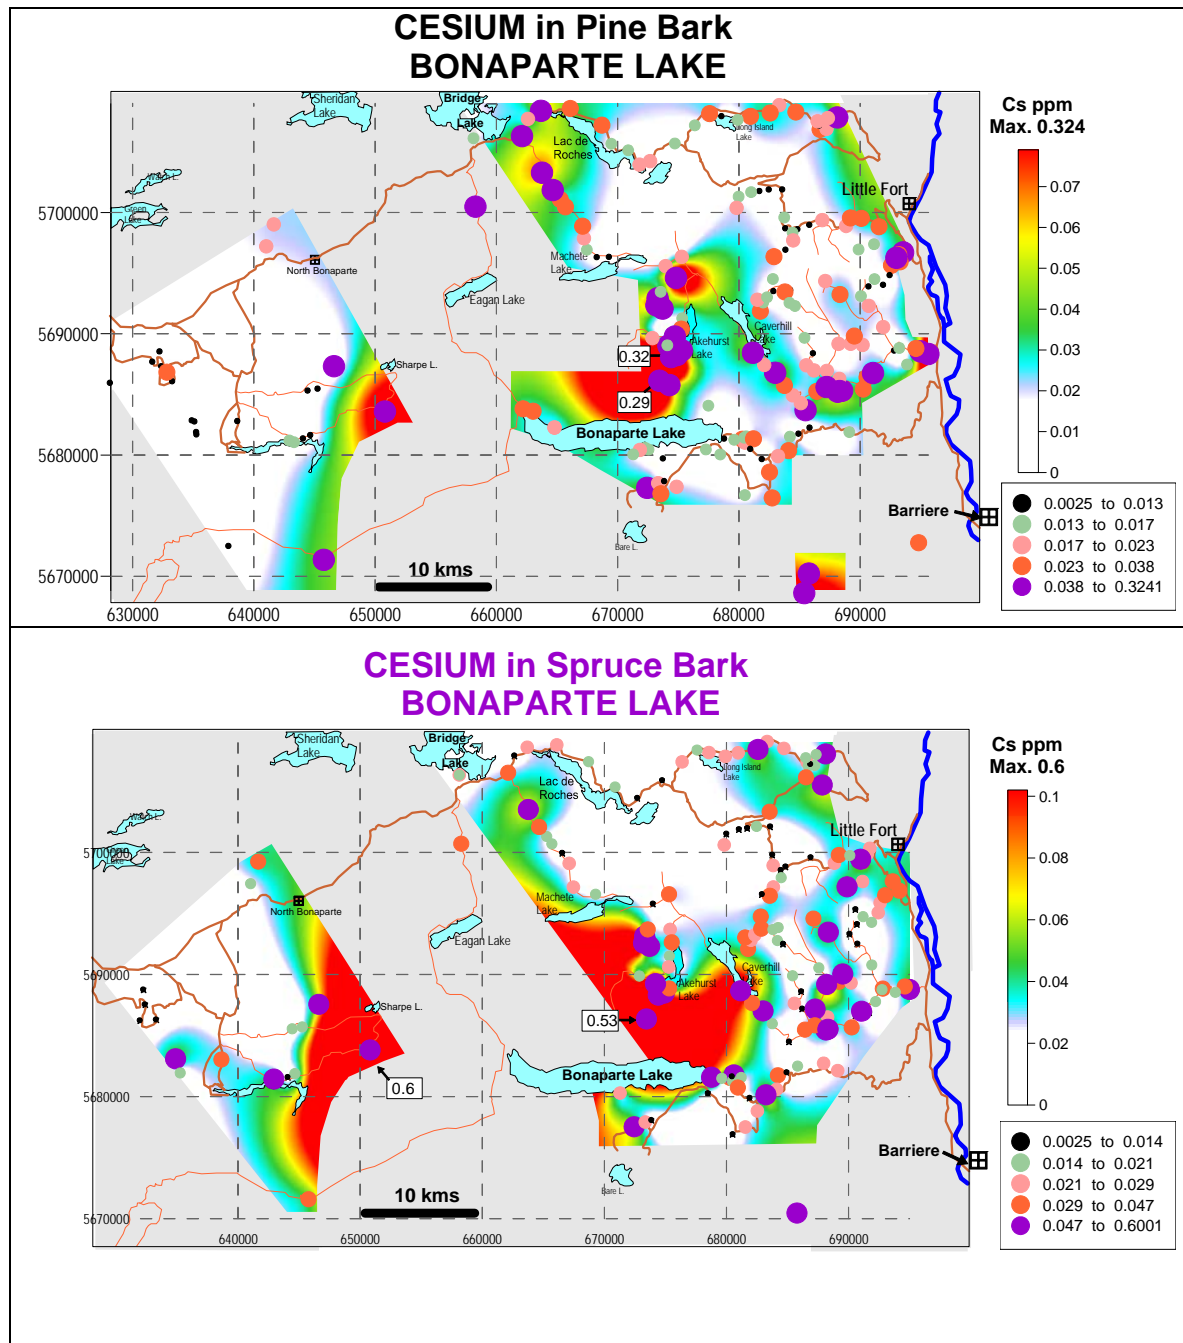 CESIUM in Pine Bark
BONAPARTE LAKE
Cs ppm
Max. 0.324
Sheridan
Lake
Bridge
Lake
Lac de
Roches
Long Island
Lake
Little Fort
Green
Lake
5700000
North Bonaparte
Machete
Lake
Eagan Lake
Caverhill
Lake
Akehurst
Lake
5690000
0.32
Sharpe L.
0.29
Bonaparte Lake
5680000
Barriere
Bare L.
5670000
10 kms
630000
640000
650000
660000
670000
680000
690000
0.07
0.06
0.05
0.04
0.03
0.02
0.01
0
0.0025 to 0.013
0.013 to 0.017
0.017 to 0.023
0.023 to 0.038
0.038 to 0.3241
CESIUM in Spruce Bark
BONAPARTE LAKE
Cs ppm
Max. 0.6
Sheridan
Lake
Bridge
Lake
Lac de
Roches
Long Island
Lake
Little Fort
Green
Lake
5700000
North Bonaparte
Machete
Lake
Eagan Lake
Caverhill
Lake
Akehurst
Lake
5690000
Sharpe L.
0.53
0.6
Bonaparte Lake
5680000
Barriere
Bare L.
5670000
10 kms
640000
650000
660000
670000
680000
690000
0.1
0.08
0.06
0.04
0.02
0
0.0025 to 0.014
0.014 to 0.021
0.021 to 0.029
0.029 to 0.047
0.047 to 0.6001